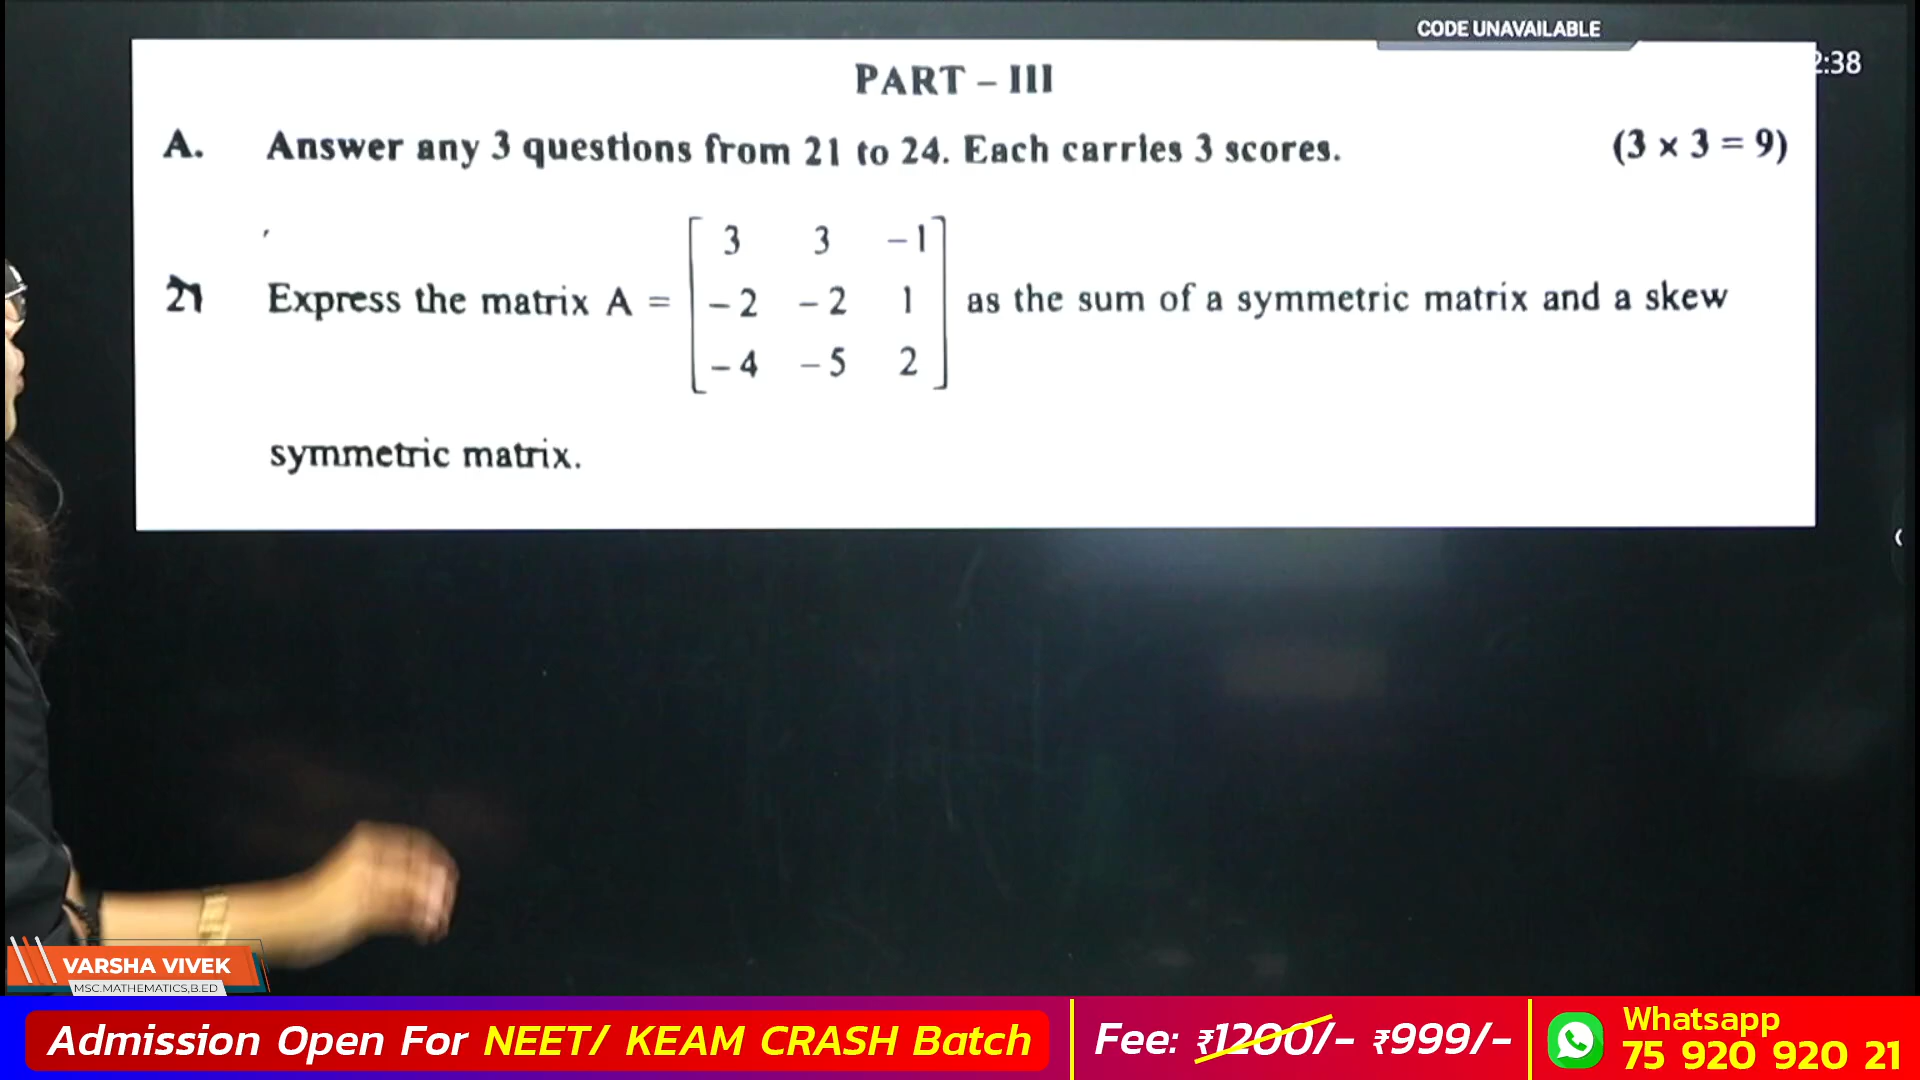 CODE UNAVAILABLE
2:38
PART – III
A. Answer any 3 questions from 21 to 24. Each carries 3 scores. (3 × 3 = 9)
3 3 – 1
21 Express the matrix A = – 2 – 2 1 as the sum of a symmetric matrix and a skew
– 4 – 5 2
symmetric matrix.
VARSHA VIVEK
MSC.MATHEMATICS,B.ED
Admission Open For NEET/ KEAM CRASH Batch
Fee: ₹1200/- ₹999/-
Whatsapp
75 920 920 21